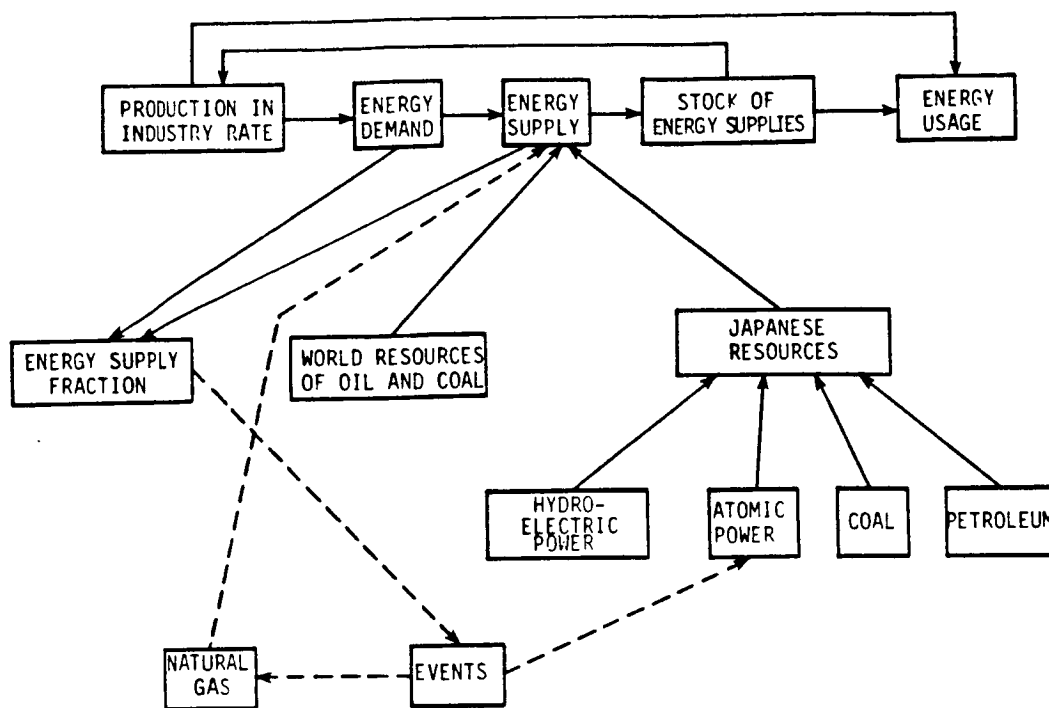 PRODUCTION IN
INDUSTRY RATE
ENERGY
DEMAND
ENERGY
SUPPLY
STOCK OF
ENERGY SUPPLIES
ENERGY
USAGE
ENERGY SUPPLY
FRACTION
WORLD RESOURCES
OF OIL AND COAL
JAPANESE
RESOURCES
HYDRO-
ELECTRIC
POWER
ATOMIC
POWER
COAL
PETROLEUM
NATURAL
GAS
EVENTS